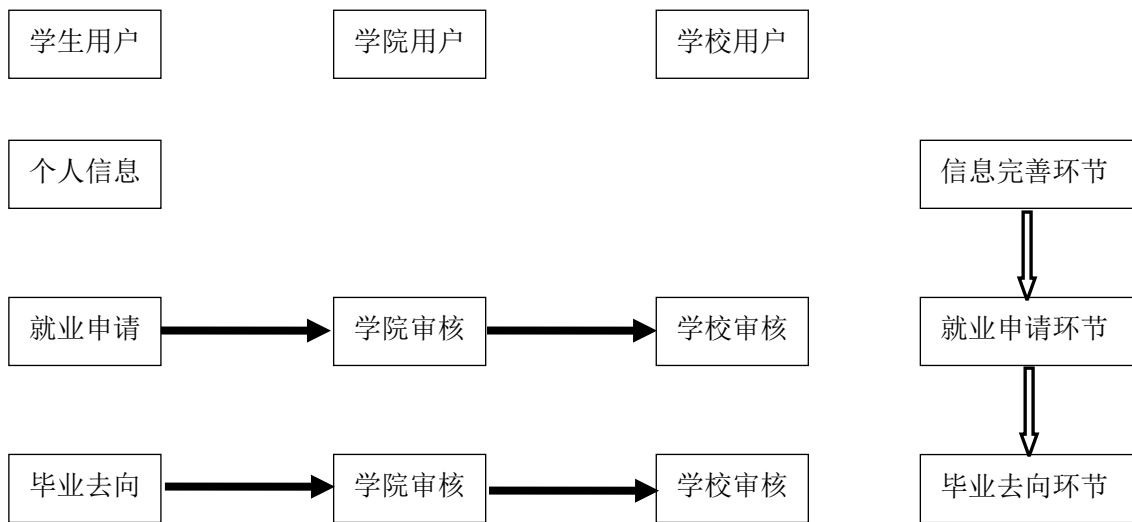 学生用户
学院用户
学校用户
个人信息
信息完善环节
就业申请
学院审核
学校审核
就业申请环节
毕业去向
学院审核
学校审核
毕业去向环节